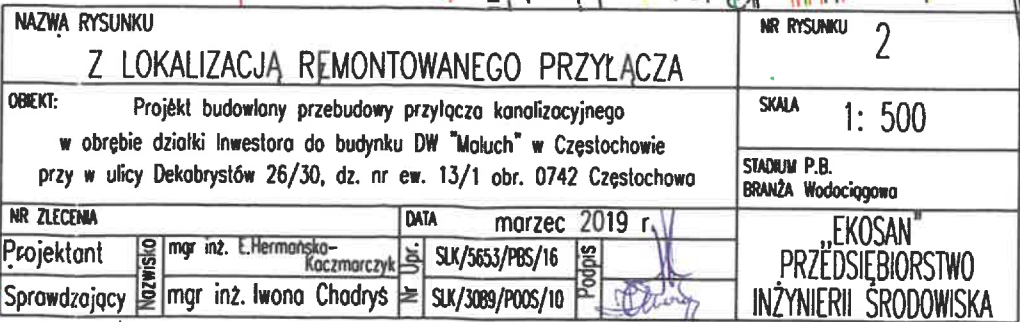 NAZWA RYSUNKU
Z LOKALIZACJĄ REMONTOWANEGO PRZYŁĄCZA
NR RYSUNKU 2
OBIEKT: Projekt budowlany przebudowy przyłącza kanalizacyjnego
w obrębie działki Inwestora do budynku DW "Maluch" w Częstochowie
przy w ulicy Dekabrystów 26/30, dz. nr ew. 13/1 obr. 0742 Częstochowa
SKALA 1: 500
STADIUM P.B.
BRANŻA Wodociągowa
NR ZLECENIA
DATA marzec 2019 r.
Projektant Nazwisko mgr inż. E.Hermańska-
Kaczmarczyk Nr Upr. SLK/5653/PBS/16 Podpis
Sprawdzający mgr inż. Iwona Chadryś SLK/3089/POOS/10
„EKOSAN"
PRZEDSIĘBIORSTWO
INŻYNIERII ŚRODOWISKA